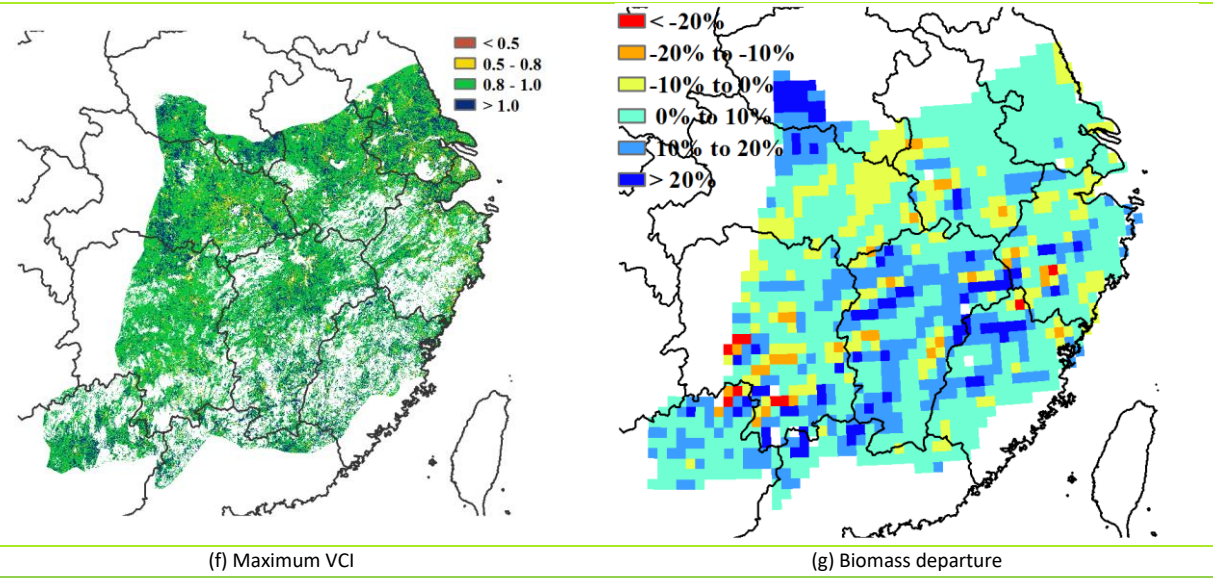 < 0.5
0.5 - 0.8
0.8 - 1.0
> 1.0
< -20%
-20% to -10%
-10% to 0%
0% to 10%
10% to 20%
> 20%
(f) Maximum VCI
(g) Biomass departure